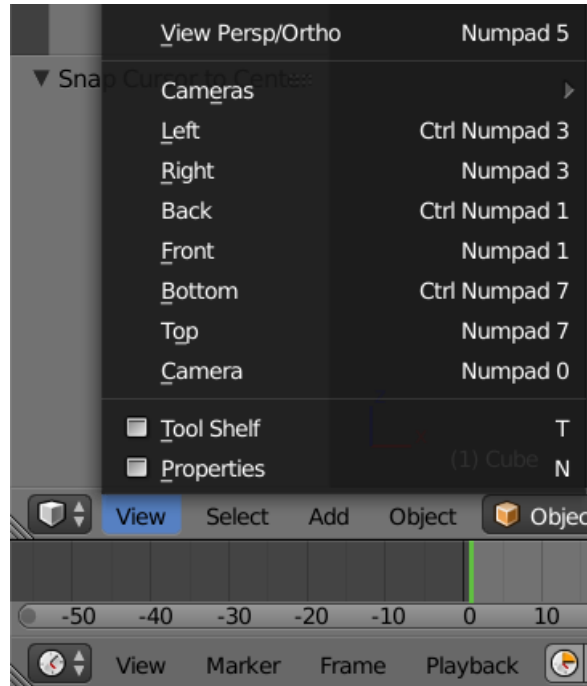 View Persp/Ortho Numpad 5
Snap Cursor to Center
Cameras
Left Ctrl Numpad 3
Right Numpad 3
Back Ctrl Numpad 1
Front Numpad 1
Bottom Ctrl Numpad 7
Top Numpad 7
Camera Numpad 0
Tool Shelf T
(1) Cube
Properties N
View Select Add Object Objec
-50 -40 -30 -20 -10 0 10
View Marker Frame Playback